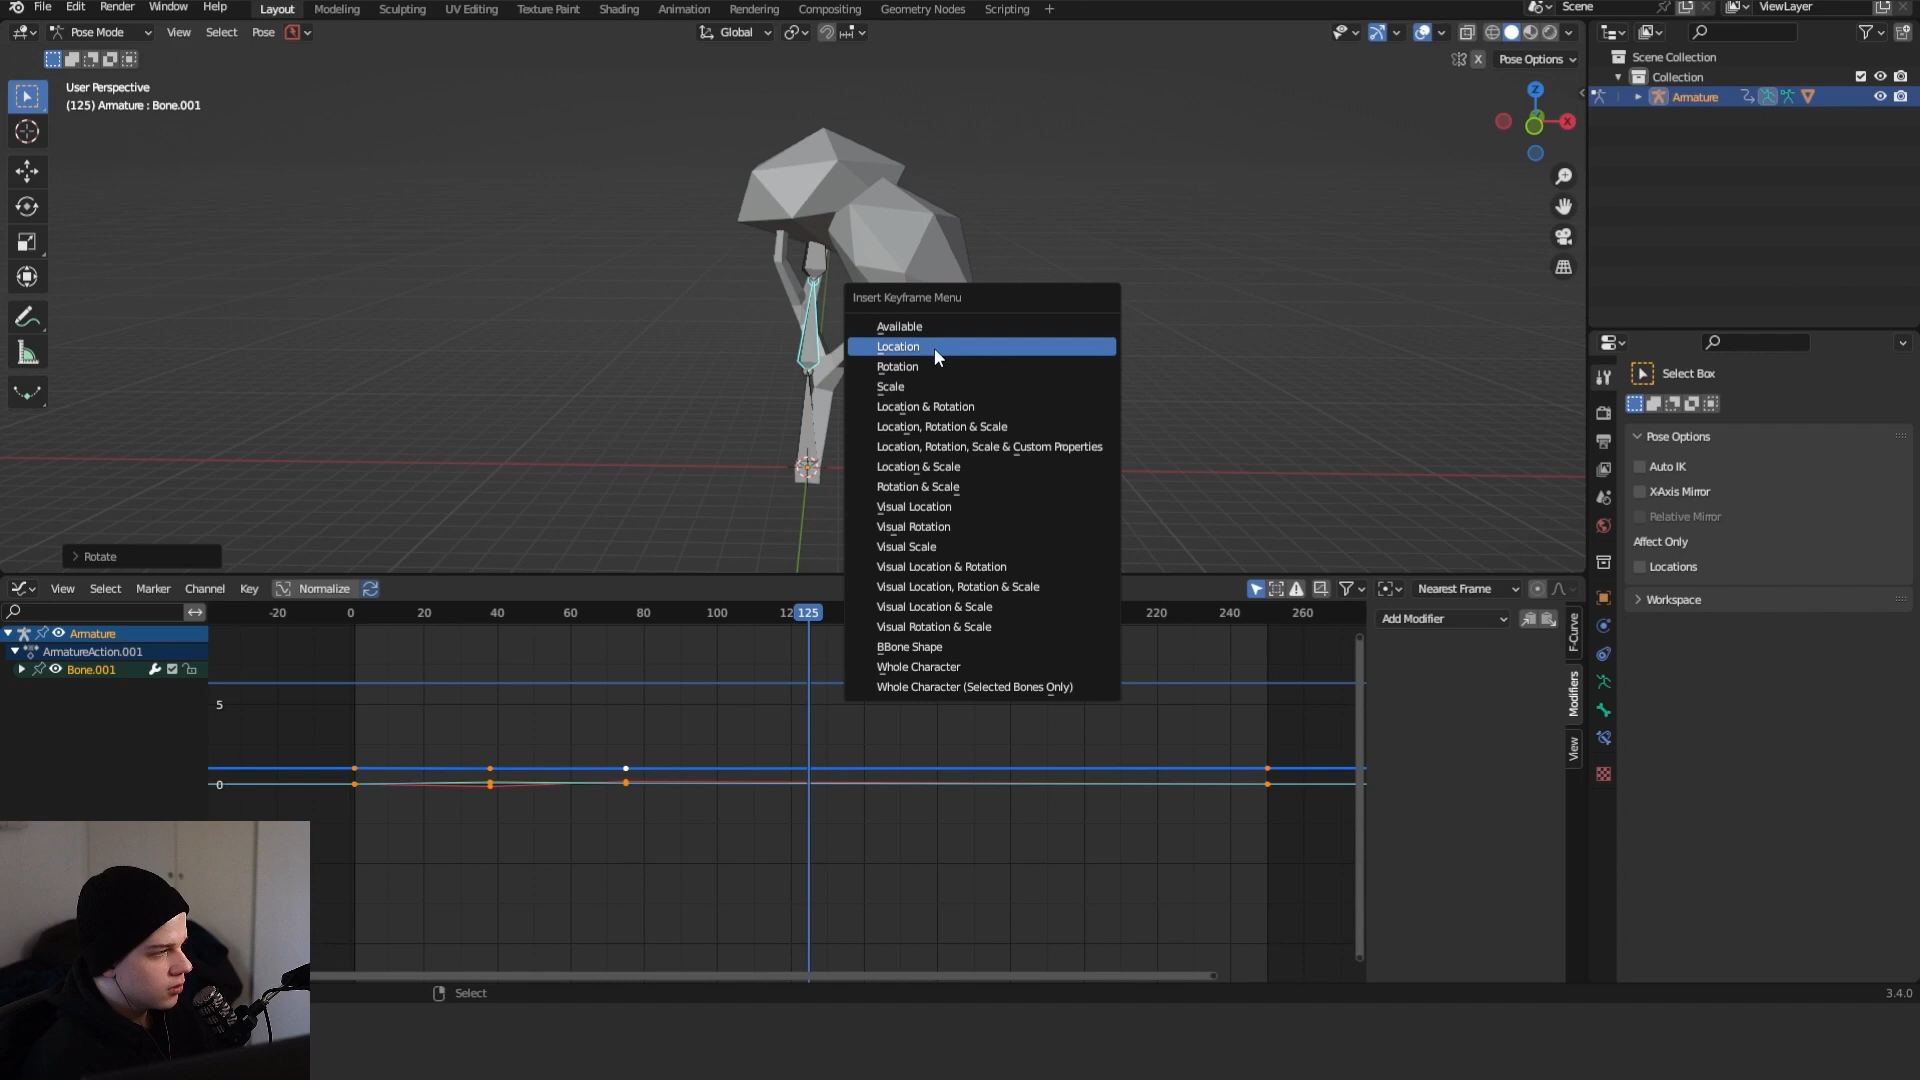 File Edit Render Window Help Layout Modeling Sculpting UV Editing Texture Paint Shading Animation Rendering Compositing Geometry Nodes Scripting + Scene ViewLayer
Pose Mode View Select Pose Global
X Pose Options
User Perspective
(125) Armature : Bone.001
Z
X
Scene Collection
Collection
Armature
Insert Keyframe Menu
Available
Location
Rotation
Scale
Location & Rotation
Location, Rotation & Scale
Location, Rotation, Scale & Custom Properties
Location & Scale
Rotation & Scale
Visual Location
Visual Rotation
Visual Scale
Visual Location & Rotation
Visual Location, Rotation & Scale
Visual Location & Scale
Visual Rotation & Scale
BBone Shape
Whole Character
Whole Character (Selected Bones Only)
Select Box
Pose Options
Auto IK
X-Axis Mirror
Relative Mirror
Affect Only
Locations
Workspace
Rotate
View Select Marker Channel Key Normalize Nearest Frame
-20 0 20 40 60 80 100 12 125 220 240 260
Add Modifier
Armature
ArmatureAction.001
Bone.001
5
0
F-Curve
Modifiers
View
Select
3.4.0